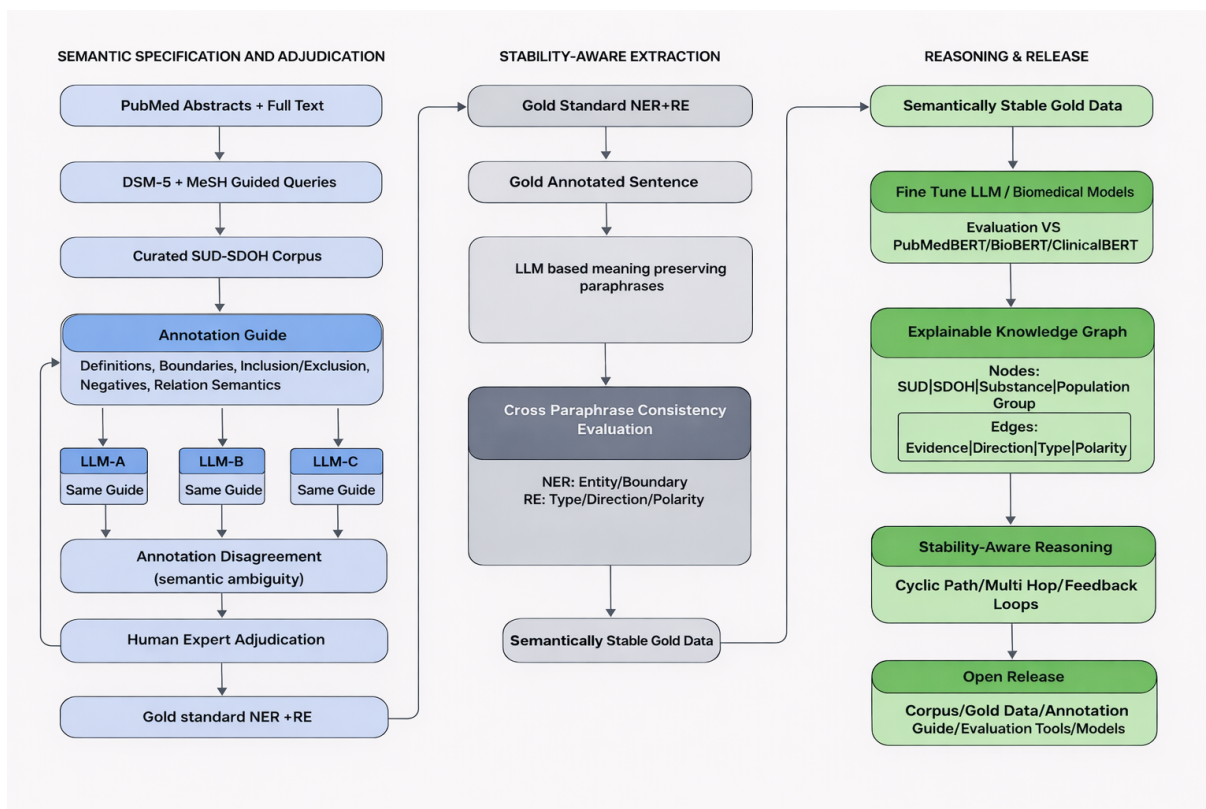 SEMANTIC SPECIFICATION AND ADJUDICATION
PubMed Abstracts + Full Text
DSM-5 + MeSH Guided Queries
Curated SUD-SDOH Corpus
Annotation Guide
Definitions, Boundaries, Inclusion/Exclusion,
Negatives, Relation Semantics
LLM-A
Same Guide
LLM-B
Same Guide
LLM-C
Same Guide
Annotation Disagreement
(semantic ambiguity)
Human Expert Adjudication
Gold standard NER +RE
STABILITY-AWARE EXTRACTION
Gold Standard NER+RE
Gold Annotated Sentence
LLM based meaning preserving
paraphrases
Cross Paraphrase Consistency
Evaluation
NER: Entity/Boundary
RE: Type/Direction/Polarity
Semantically Stable Gold Data
REASONING & RELEASE
Semantically Stable Gold Data
Fine Tune LLM / Biomedical Models
Evaluation VS
PubMedBERT/BioBERT/ClinicalBERT
Explainable Knowledge Graph
Nodes:
SUD|SDOH|Substance|Population
Group
Edges:
Evidence|Direction|Type|Polarity
Stability-Aware Reasoning
Cyclic Path/Multi Hop/Feedback
Loops
Open Release
Corpus/Gold Data/Annotation
Guide/Evaluation Tools/Models